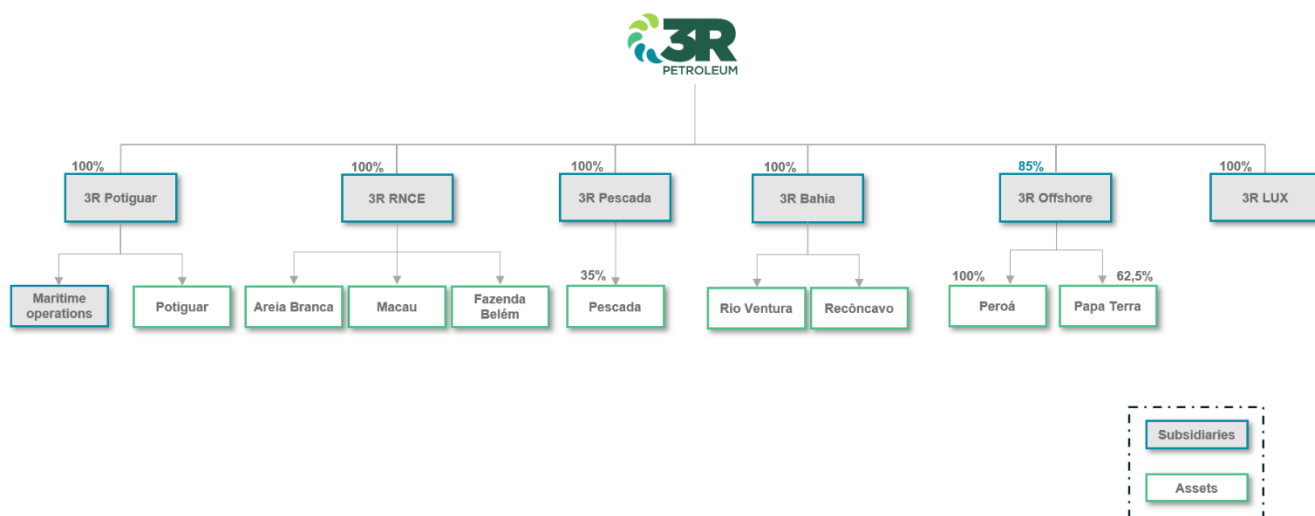 3R
PETROLEUM
100%
100%
100%
100%
85%
100%
3R Potiguar
3R RNCE
3R Pescada
3R Bahia
3R Offshore
3R LUX
35%
100%
62,5%
Maritime
operations
Potiguar
Areia Branca
Macau
Fazenda
Belém
Pescada
Rio Ventura
Recôncavo
Peroá
Papa Terra
Subsidiaries
Assets